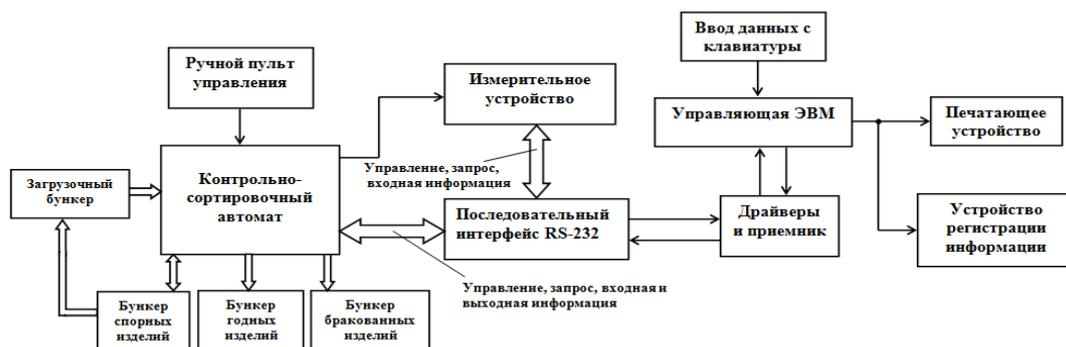 Ввод данных с
клавиатуры
Ручной пульт
управления
Измерительное
устройство
Управляющая ЭВМ
Печатающее
устройство
Управление, запрос,
входная информация
Загрузочный
бункер
Контрольно-
сортировочный
автомат
Последовательный
интерфейс RS-232
Драйверы
и приемник
Устройство
регистрации
информации
Управление, запрос, входная и
выходная информация
Бункер
спорных
изделий
Бункер
годных
изделий
Бункер
бракованных
изделий